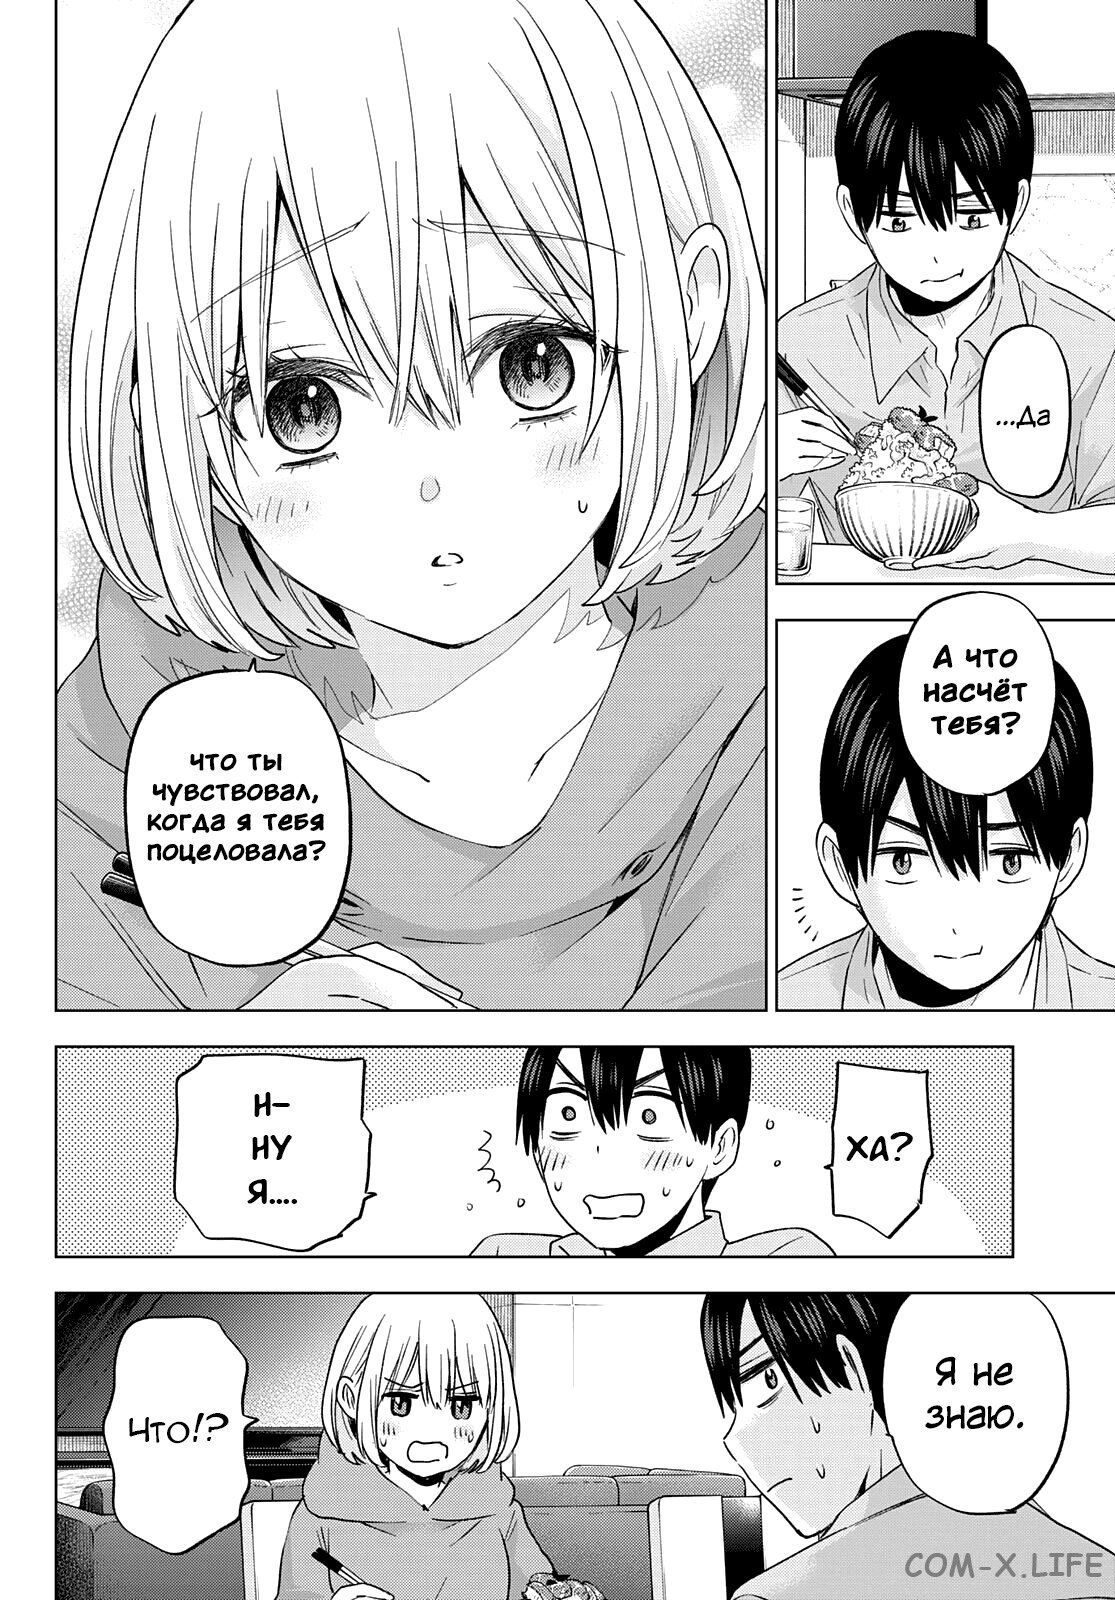 ...Да
А что
насчёт
тебя?
что ты
чувствовал,
когда я тебя
поцеловала?
Ха?
Н-
ну
я....
Я не
знаю.
Что!?
COM-X.LIFE